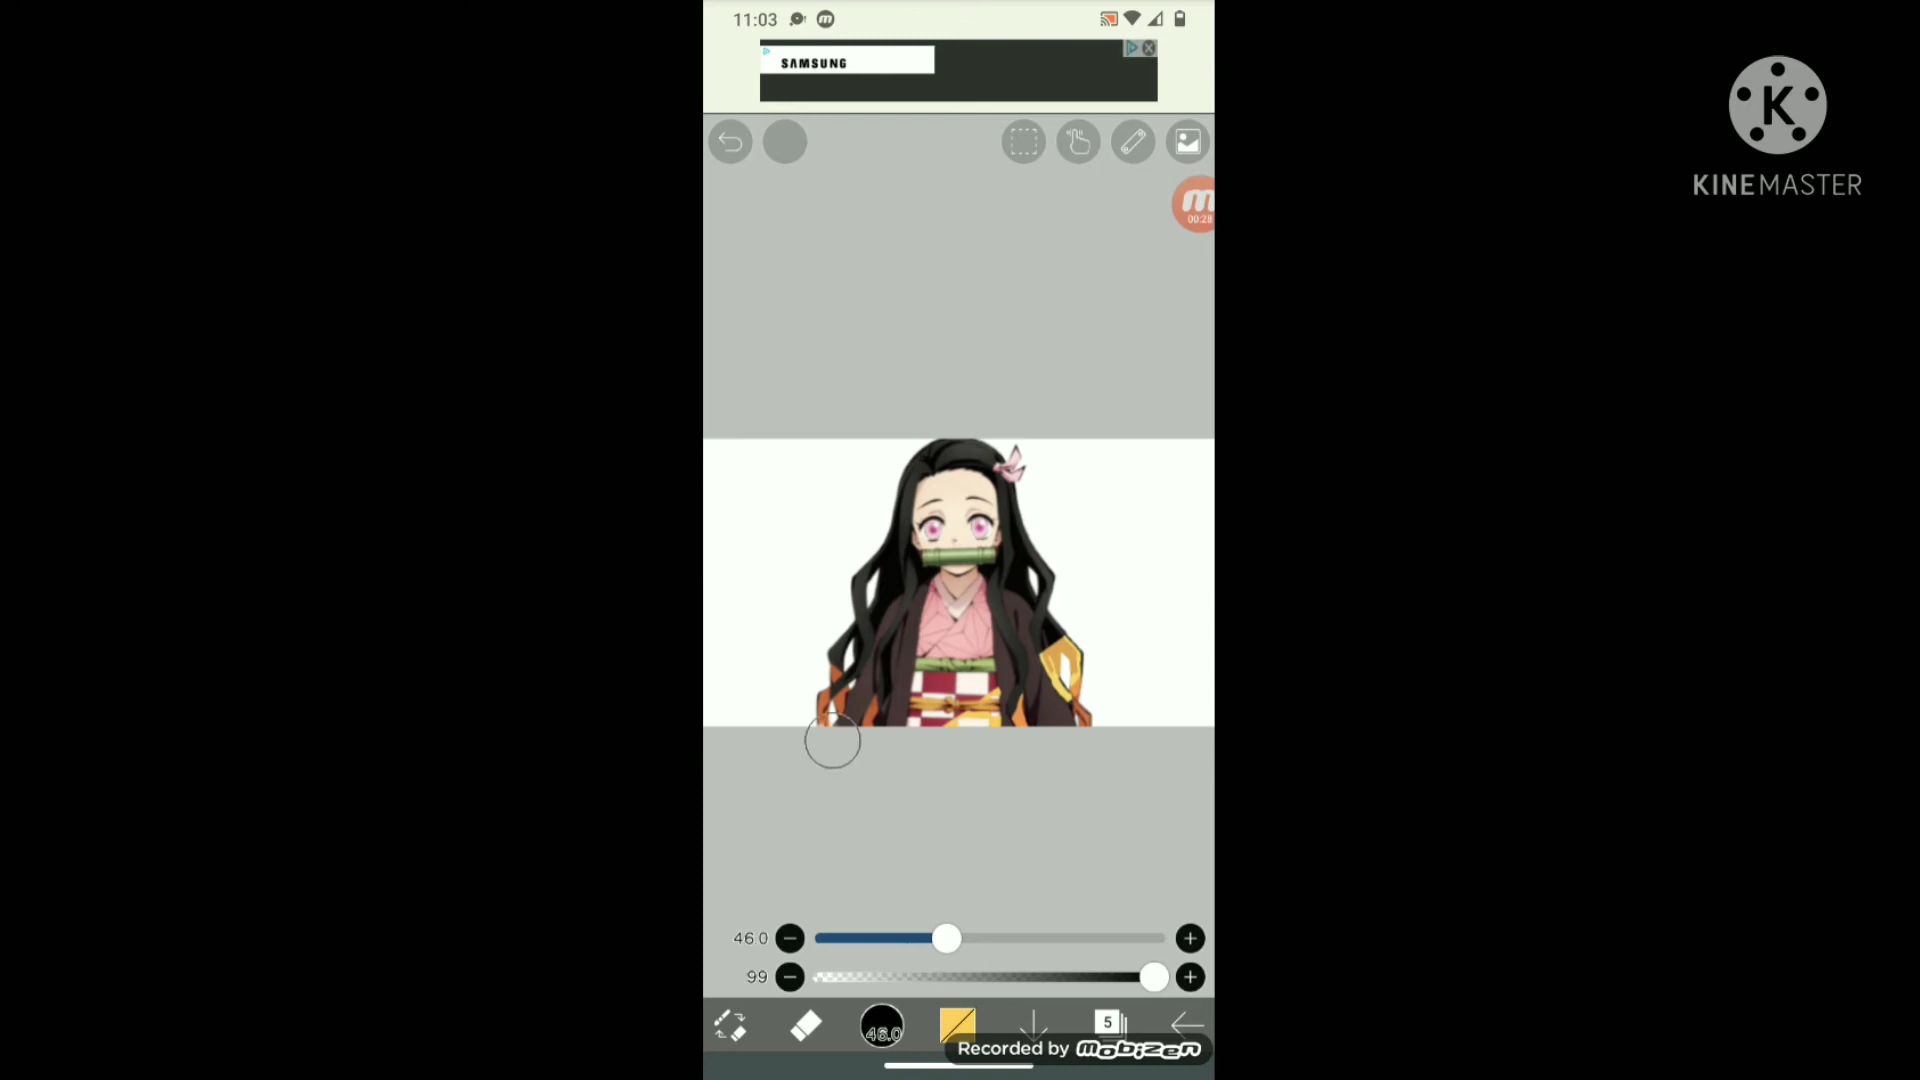 11:03
SAMSUNG
K
KINEMASTER
00:28
46.0
99
46.0
5
Recorded by mobizen